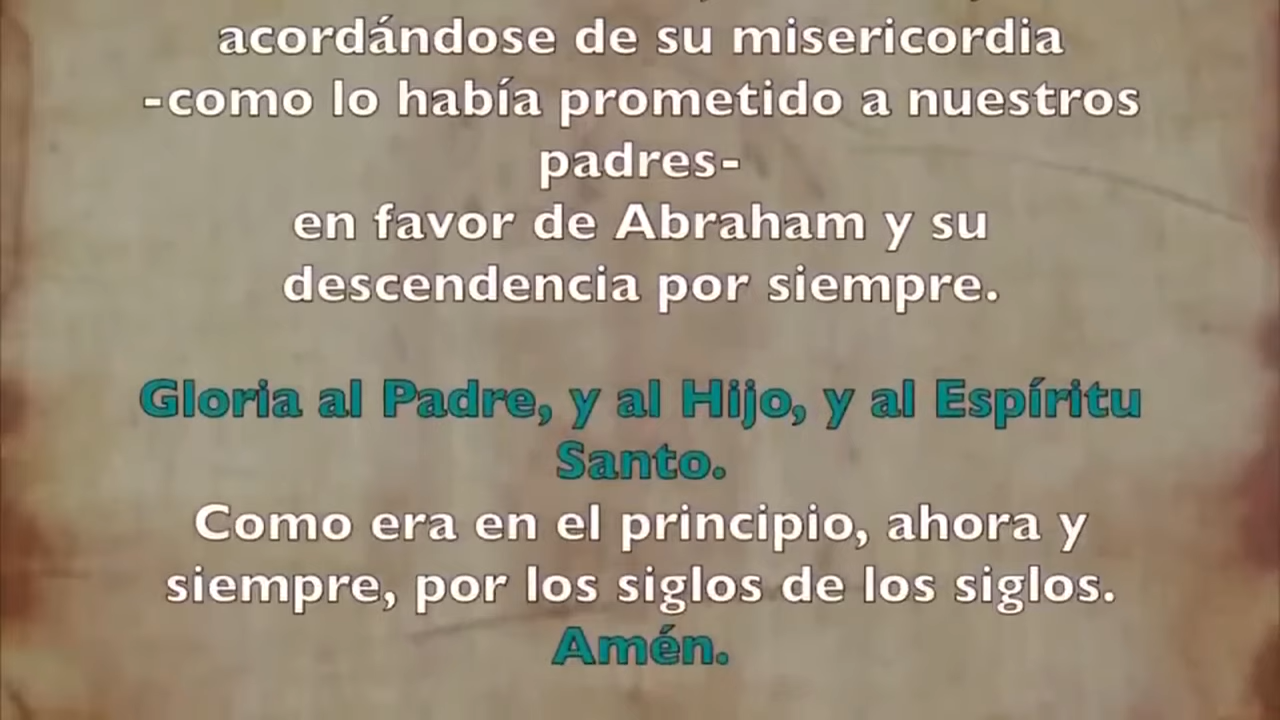 acordándose de su misericordia
-como lo había prometido a nuestros
padres-
en favor de Abraham y su
descendencia por siempre.
Gloria al Padre, y al Hijo, y al Espíritu
Santo.
Como era en el principio, ahora y
siempre, por los siglos de los siglos.
Amén.